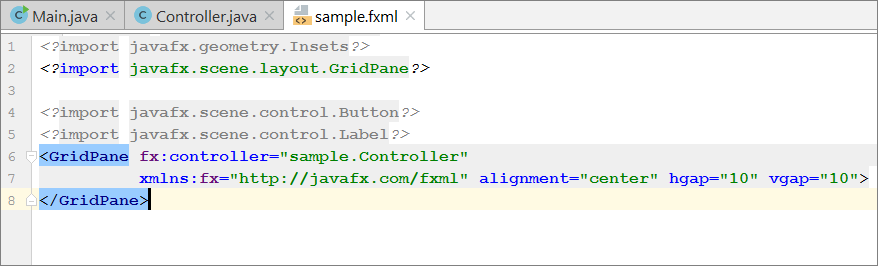 Main.java Controller.java sample.fxml
1 <?import javafx.geometry.Insets?>
2 <?import javafx.scene.layout.GridPane?>
3
4 <?import javafx.scene.control.Button?>
5 <?import javafx.scene.control.Label?>
6 <GridPane fx:controller="sample.Controller"
7 xmlns:fx="http://javafx.com/fxml" alignment="center" hgap="10" vgap="10">
8 </GridPane>